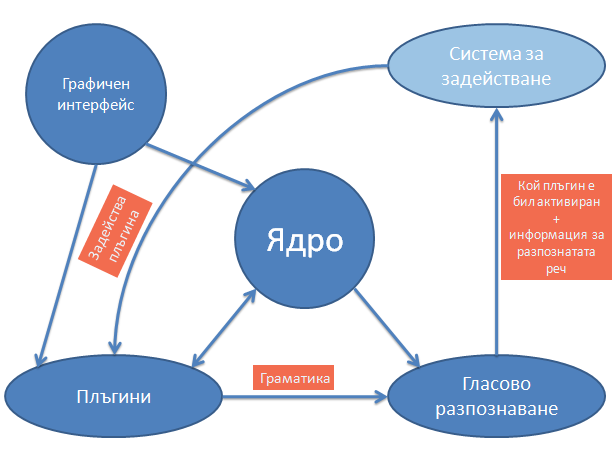 Графичен
интерфейс
Система за
задействане
Задейства
плъгина
Ядро
Кой плъгин е
бил активиран
+
информация за
разпознатата
реч
Граматика
Плъгини
Гласово
разпознаване